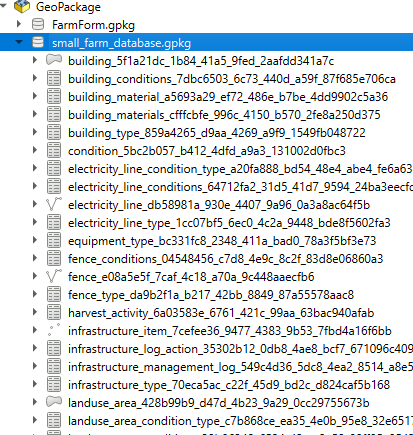 GeoPackage
FarmForm.gpkg
small_farm_database.gpkg
building_5f1a21dc_1b84_41a5_9fed_2aafdd341a7c
building_conditions_7dbc6503_6c73_440d_a59f_87f685e706ca
building_material_a5693a29_ef72_486e_b7be_4dd9902c5a36
building_materials_cfffcbfe_996c_4150_b570_2fe8a250d375
building_type_859a4265_d9aa_4269_a9f9_1549fb048722
condition_5bc2b057_b412_4dfd_a9a3_131002d0fbc3
electricity_line_condition_type_a20fa888_bd54_48e4_abe4_fe6a63
electricity_line_conditions_64712fa2_31d5_41d7_9594_24ba3eecfc
electricity_line_db58981a_930e_4407_9a96_0a3a8ac64f5b
electricity_line_type_1cc07bf5_6ec0_4c2a_9448_bde8f5602fa3
equipment_type_bc331fc8_2348_411a_bad0_78a3f5bf3e73
fence_conditions_04548456_c7d8_4e9c_8c2f_83d8e06860a3
fence_e08a5e5f_7caf_4c18_a70a_9c448aaecfb6
fence_type_da9b2f1a_b217_42bb_8849_87a55578aac8
harvest_activity_6a03583e_6761_421c_99aa_63bac940afab
infrastructure_item_7cefee36_9477_4383_9b53_7fbd4a16f6bb
infrastructure_log_action_35302b12_0db8_4ae8_bcf7_671096c409
infrastructure_management_log_549c4d36_5dc8_4ea2_8514_a8e5
infrastructure_type_70eca5ac_c22f_45d9_bd2c_d824caf5b168
landuse_area_428b99b9_d47d_4b23_9a29_0cc29755673b
landuse_area_condition_type_c7b868ce_ea35_4e0b_95e8_32e6517